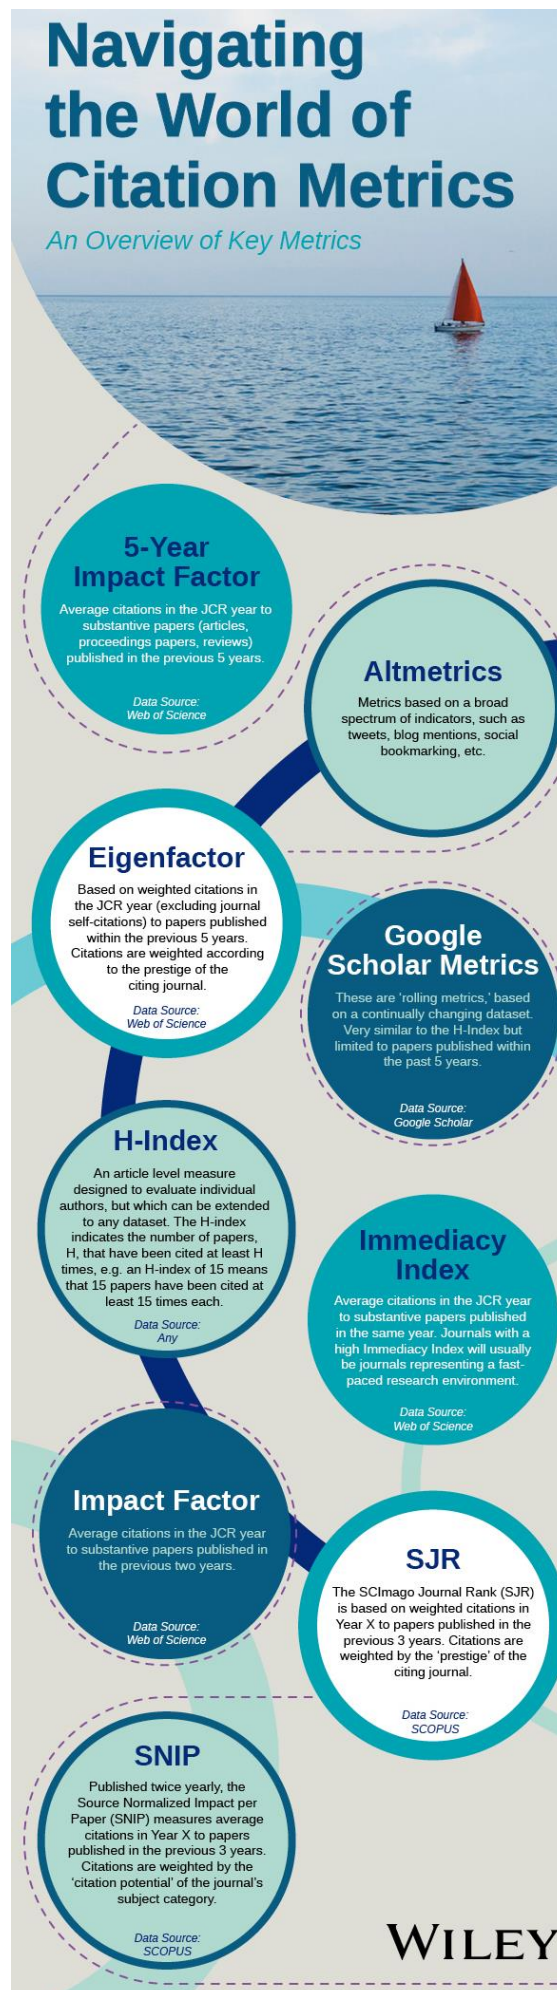 Navigating
the World of
Citation Metrics
An Overview of Key Metrics
5-Year
Impact Factor
Average citations in the JCR year to
substantive papers (articles,
proceedings papers, reviews)
published in the previous 5 years.
Data Source:
Web of Science
Altmetrics
Metrics based on a broad
spectrum of indicators, such as
tweets, blog mentions, social
bookmarking, etc.
Eigenfactor
Based on weighted citations in
the JCR year (excluding journal
self-citations) to papers published
within the previous 5 years.
Citations are weighted according
to the prestige of the
citing journal.
Data Source:
Web of Science
Google
Scholar Metrics
These are ‘rolling metrics,’ based
on a continually changing dataset.
Very similar to the H-Index but
limited to papers published within
the past 5 years.
Data Source:
Google Scholar
H-Index
An article level measure
designed to evaluate individual
authors, but which can be extended
to any dataset. The H-index
indicates the number of papers,
H, that have been cited at least H
times, e.g. an H-index of 15 means
that 15 papers have been cited at
least 15 times each.
Data Source:
Any
Immediacy
Index
Average citations in the JCR year
to substantive papers published
in the same year. Journals with a
high Immediacy Index will usually
be journals representing a fast-
paced research environment.
Data Source:
Web of Science
Impact Factor
Average citations in the JCR year
to substantive papers published in
the previous two years.
Data Source:
Web of Science
SJR
The SCImago Journal Rank (SJR)
is based on weighted citations in
Year X to papers published in the
previous 3 years. Citations are
weighted by the ‘prestige’ of the
citing journal.
Data Source:
SCOPUS
SNIP
Published twice yearly, the
Source Normalized Impact per
Paper (SNIP) measures average
citations in Year X to papers
published in the previous 3 years.
Citations are weighted by the
‘citation potential’ of the journal’s
subject category.
Data Source:
SCOPUS
WILEY